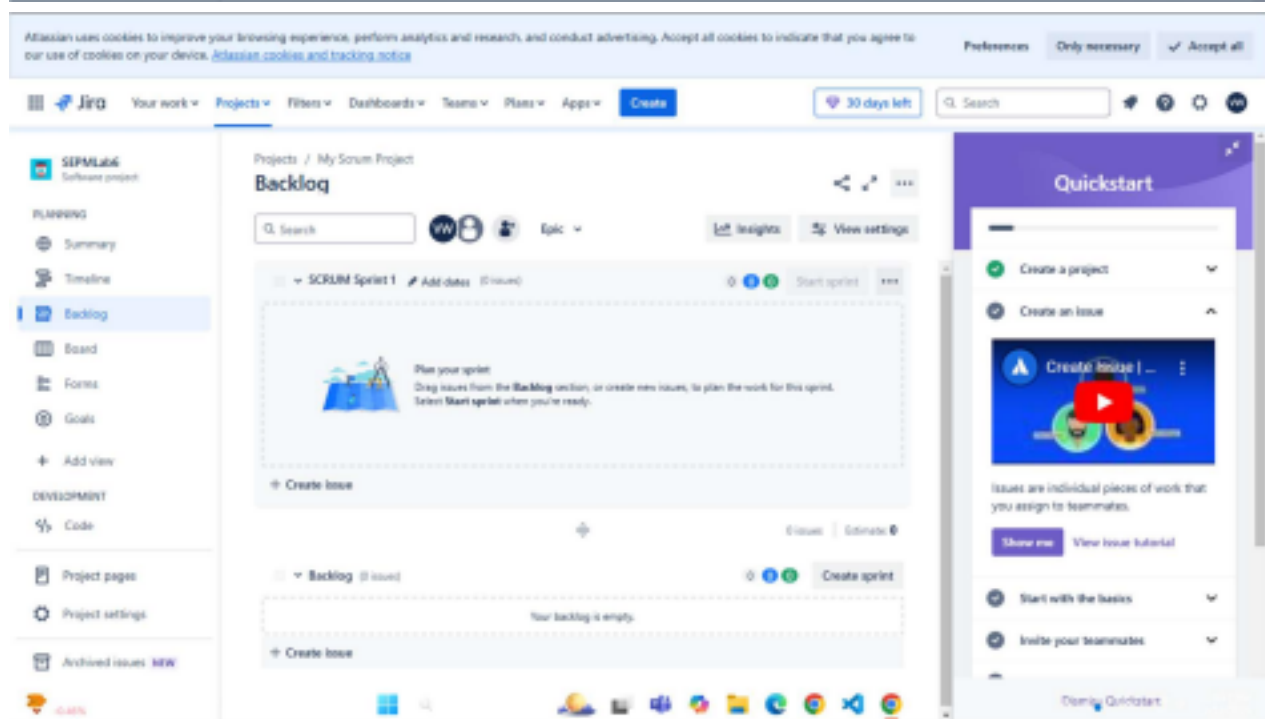 Atlassian uses cookies to improve your browsing experience, perform analytics and research, and conduct advertising. Accept all cookies to indicate that you agree to
our use of cookies on your device. Atlassian cookies and tracking notice
Preferences Only necessary Accept all
Jira Your work Projects Filters Dashboards Teams Plans Apps Create 30 days left Search
SEPMLab6
Software project
PLANNING
Summary
Timeline
Backlog
Board
Forms
Goals
Add view
DEVELOPMENT
Code
Project pages
Project settings
Archived issues NEW
Projects / My Scrum Project
Backlog
Search VW Epic Insights View settings
SCRUM Sprint 1 Add dates (0 issues) 0 0 0 Start sprint
Plan your sprint
Drag issues from the Backlog section, or create new issues, to plan the work for this sprint.
Select Start sprint when you're ready.
+ Create issue
0 issues Estimate: 0
Backlog (0 issues) 0 0 0 Create sprint
Your backlog is empty.
+ Create issue
Quickstart
Create a project
Create an issue
Create Issue | ...
Issues are individual pieces of work that
you assign to teammates.
Show me View issue tutorial
Start with the basics
Invite your teammates
Dismiss Quickstart